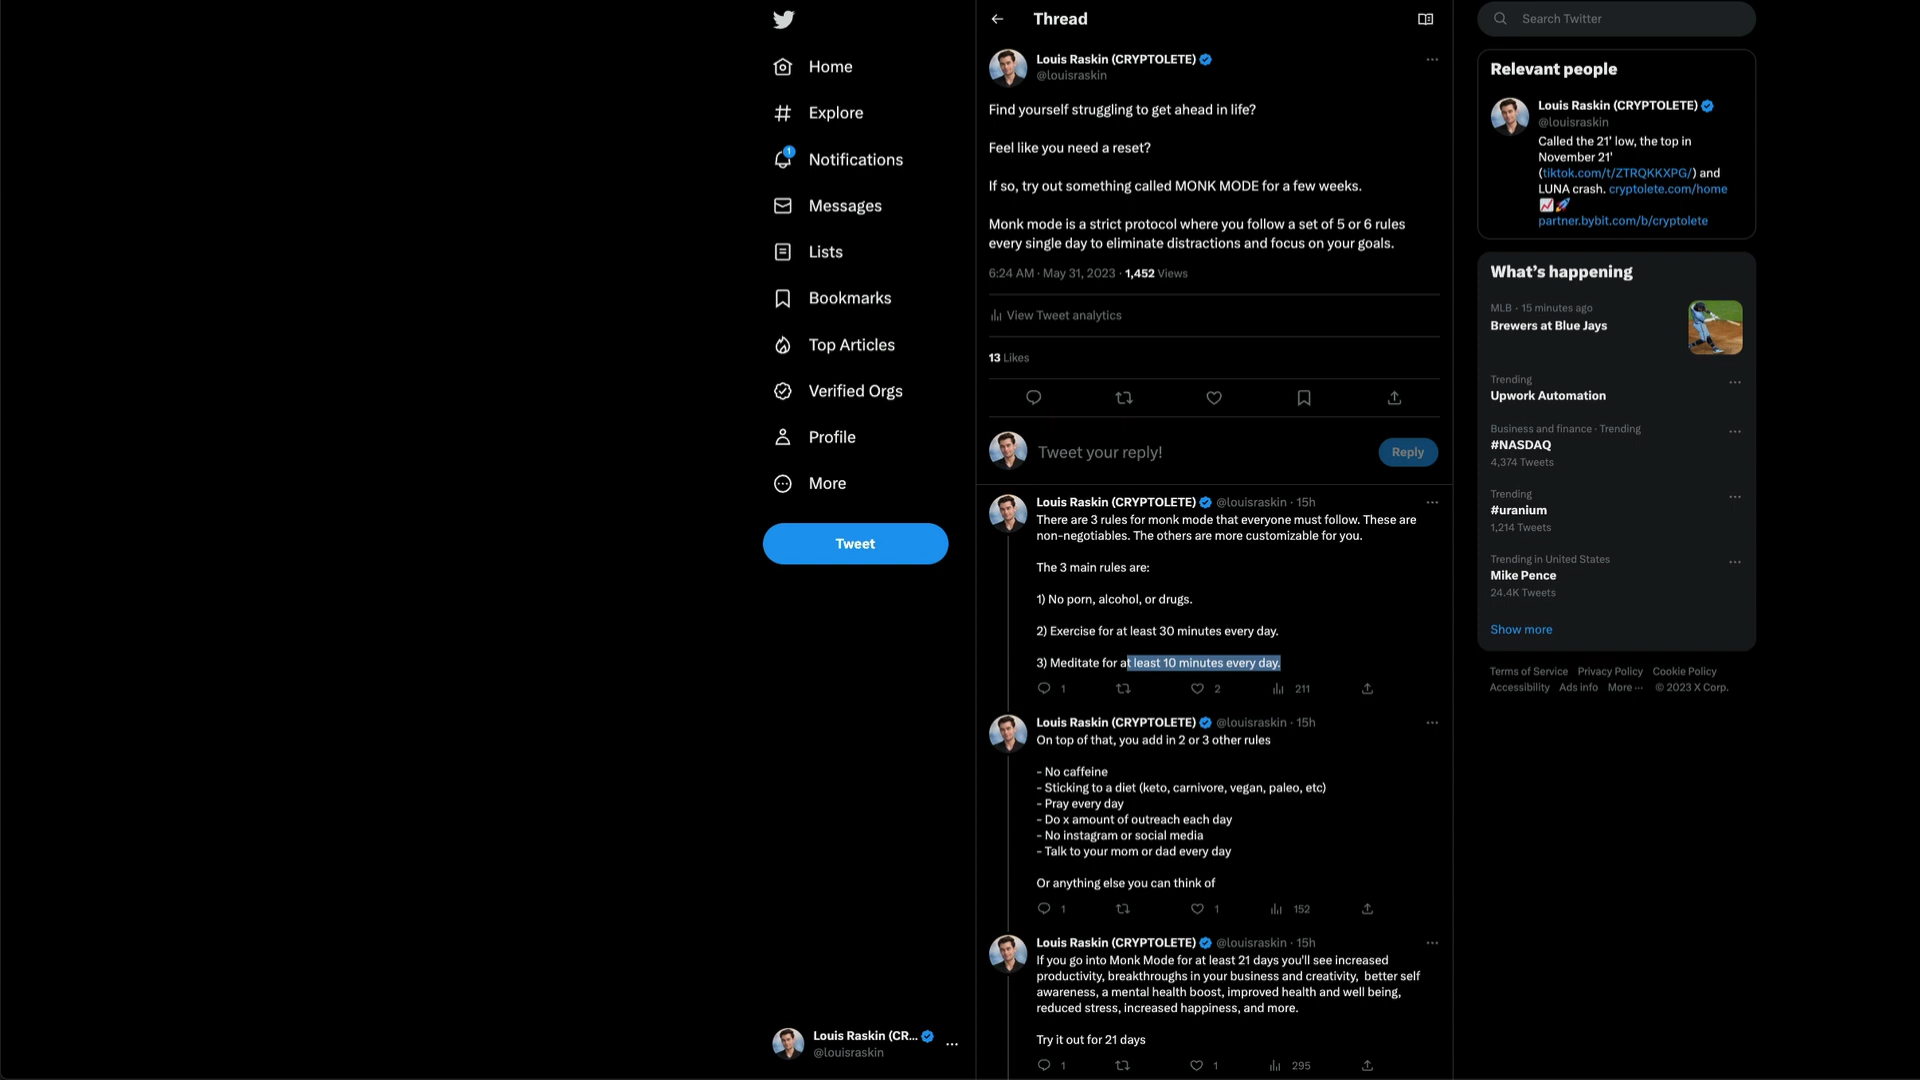 Home
Explore
1
Notifications
Messages
Lists
Bookmarks
Top Articles
Verified Orgs
Profile
More
Tweet
Louis Raskin (CR...
@louisraskin
Thread
Louis Raskin (CRYPTOLETE)
@louisraskin
Find yourself struggling to get ahead in life?
Feel like you need a reset?
If so, try out something called MONK MODE for a few weeks.
Monk mode is a strict protocol where you follow a set of 5 or 6 rules
every single day to eliminate distractions and focus on your goals.
6:24 AM · May 31, 2023 · 1,452 Views
View Tweet analytics
13 Likes
Tweet your reply!
Reply
Louis Raskin (CRYPTOLETE) @louisraskin · 15h
There are 3 rules for monk mode that everyone must follow. These are
non-negotiables. The others are more customizable for you.
The 3 main rules are:
1) No porn, alcohol, or drugs.
2) Exercise for at least 30 minutes every day.
3) Meditate for at least 10 minutes every day.
1 2 211
Louis Raskin (CRYPTOLETE) @louisraskin · 15h
On top of that, you add in 2 or 3 other rules
- No caffeine
- Sticking to a diet (keto, carnivore, vegan, paleo, etc)
- Pray every day
- Do x amount of outreach each day
- No instagram or social media
- Talk to your mom or dad every day
Or anything else you can think of
1 1 152
Louis Raskin (CRYPTOLETE) @louisraskin · 15h
If you go into Monk Mode for at least 21 days you'll see increased
productivity, breakthroughs in your business and creativity,  better self
awareness, a mental health boost, improved health and well being,
reduced stress, increased happiness, and more.
Try it out for 21 days
1 1 295
Search Twitter
Relevant people
Louis Raskin (CRYPTOLETE)
@louisraskin
Called the 21' low, the top in
November 21'
(tiktok.com/t/ZTRQKKXPG/) and
LUNA crash. cryptolete.com/home
📈🚀
partner.bybit.com/b/cryptolete
What's happening
MLB · 15 minutes ago
Brewers at Blue Jays
Trending
Upwork Automation
Business and finance · Trending
#NASDAQ
4,374 Tweets
Trending
#uranium
1,214 Tweets
Trending in United States
Mike Pence
24.4K Tweets
Show more
Terms of Service Privacy Policy Cookie Policy
Accessibility Ads info More ··· © 2023 X Corp.